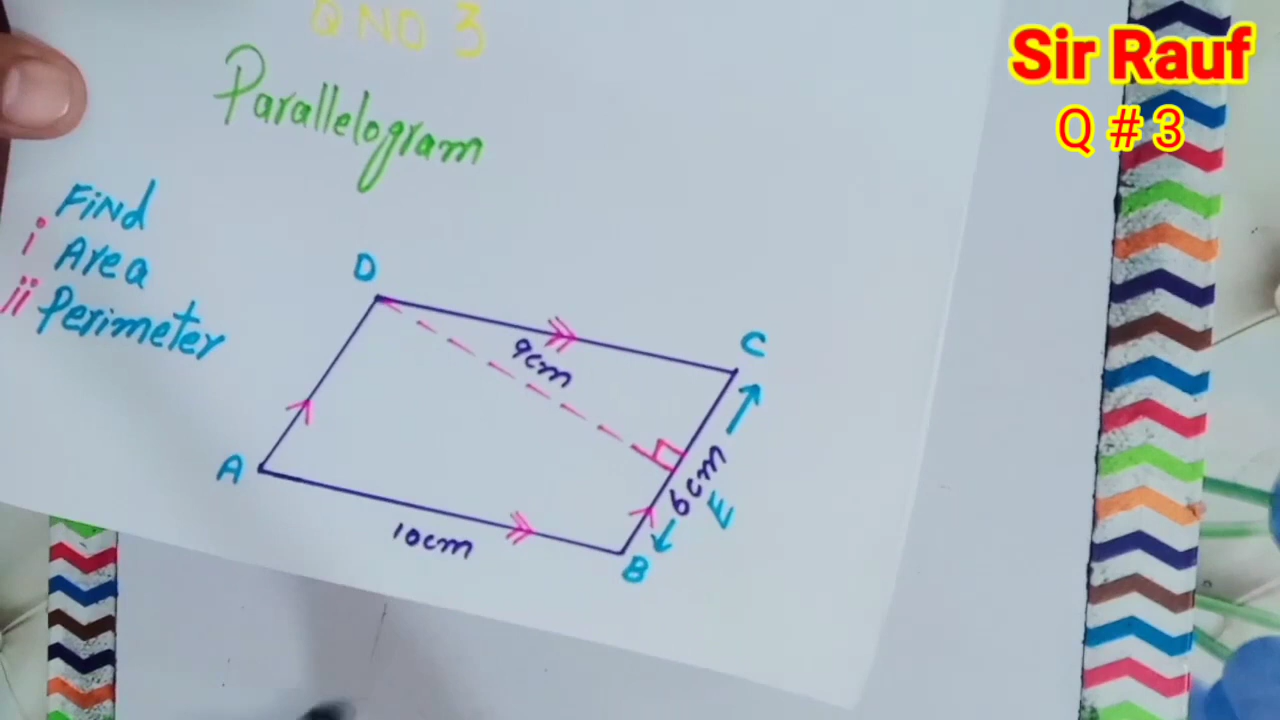 Q NO 3
Sir Rauf
Q # 3
Parallelogram
Find
i Area
ii Perimeter
D
C
9cm
A
6cm
E
10cm
B